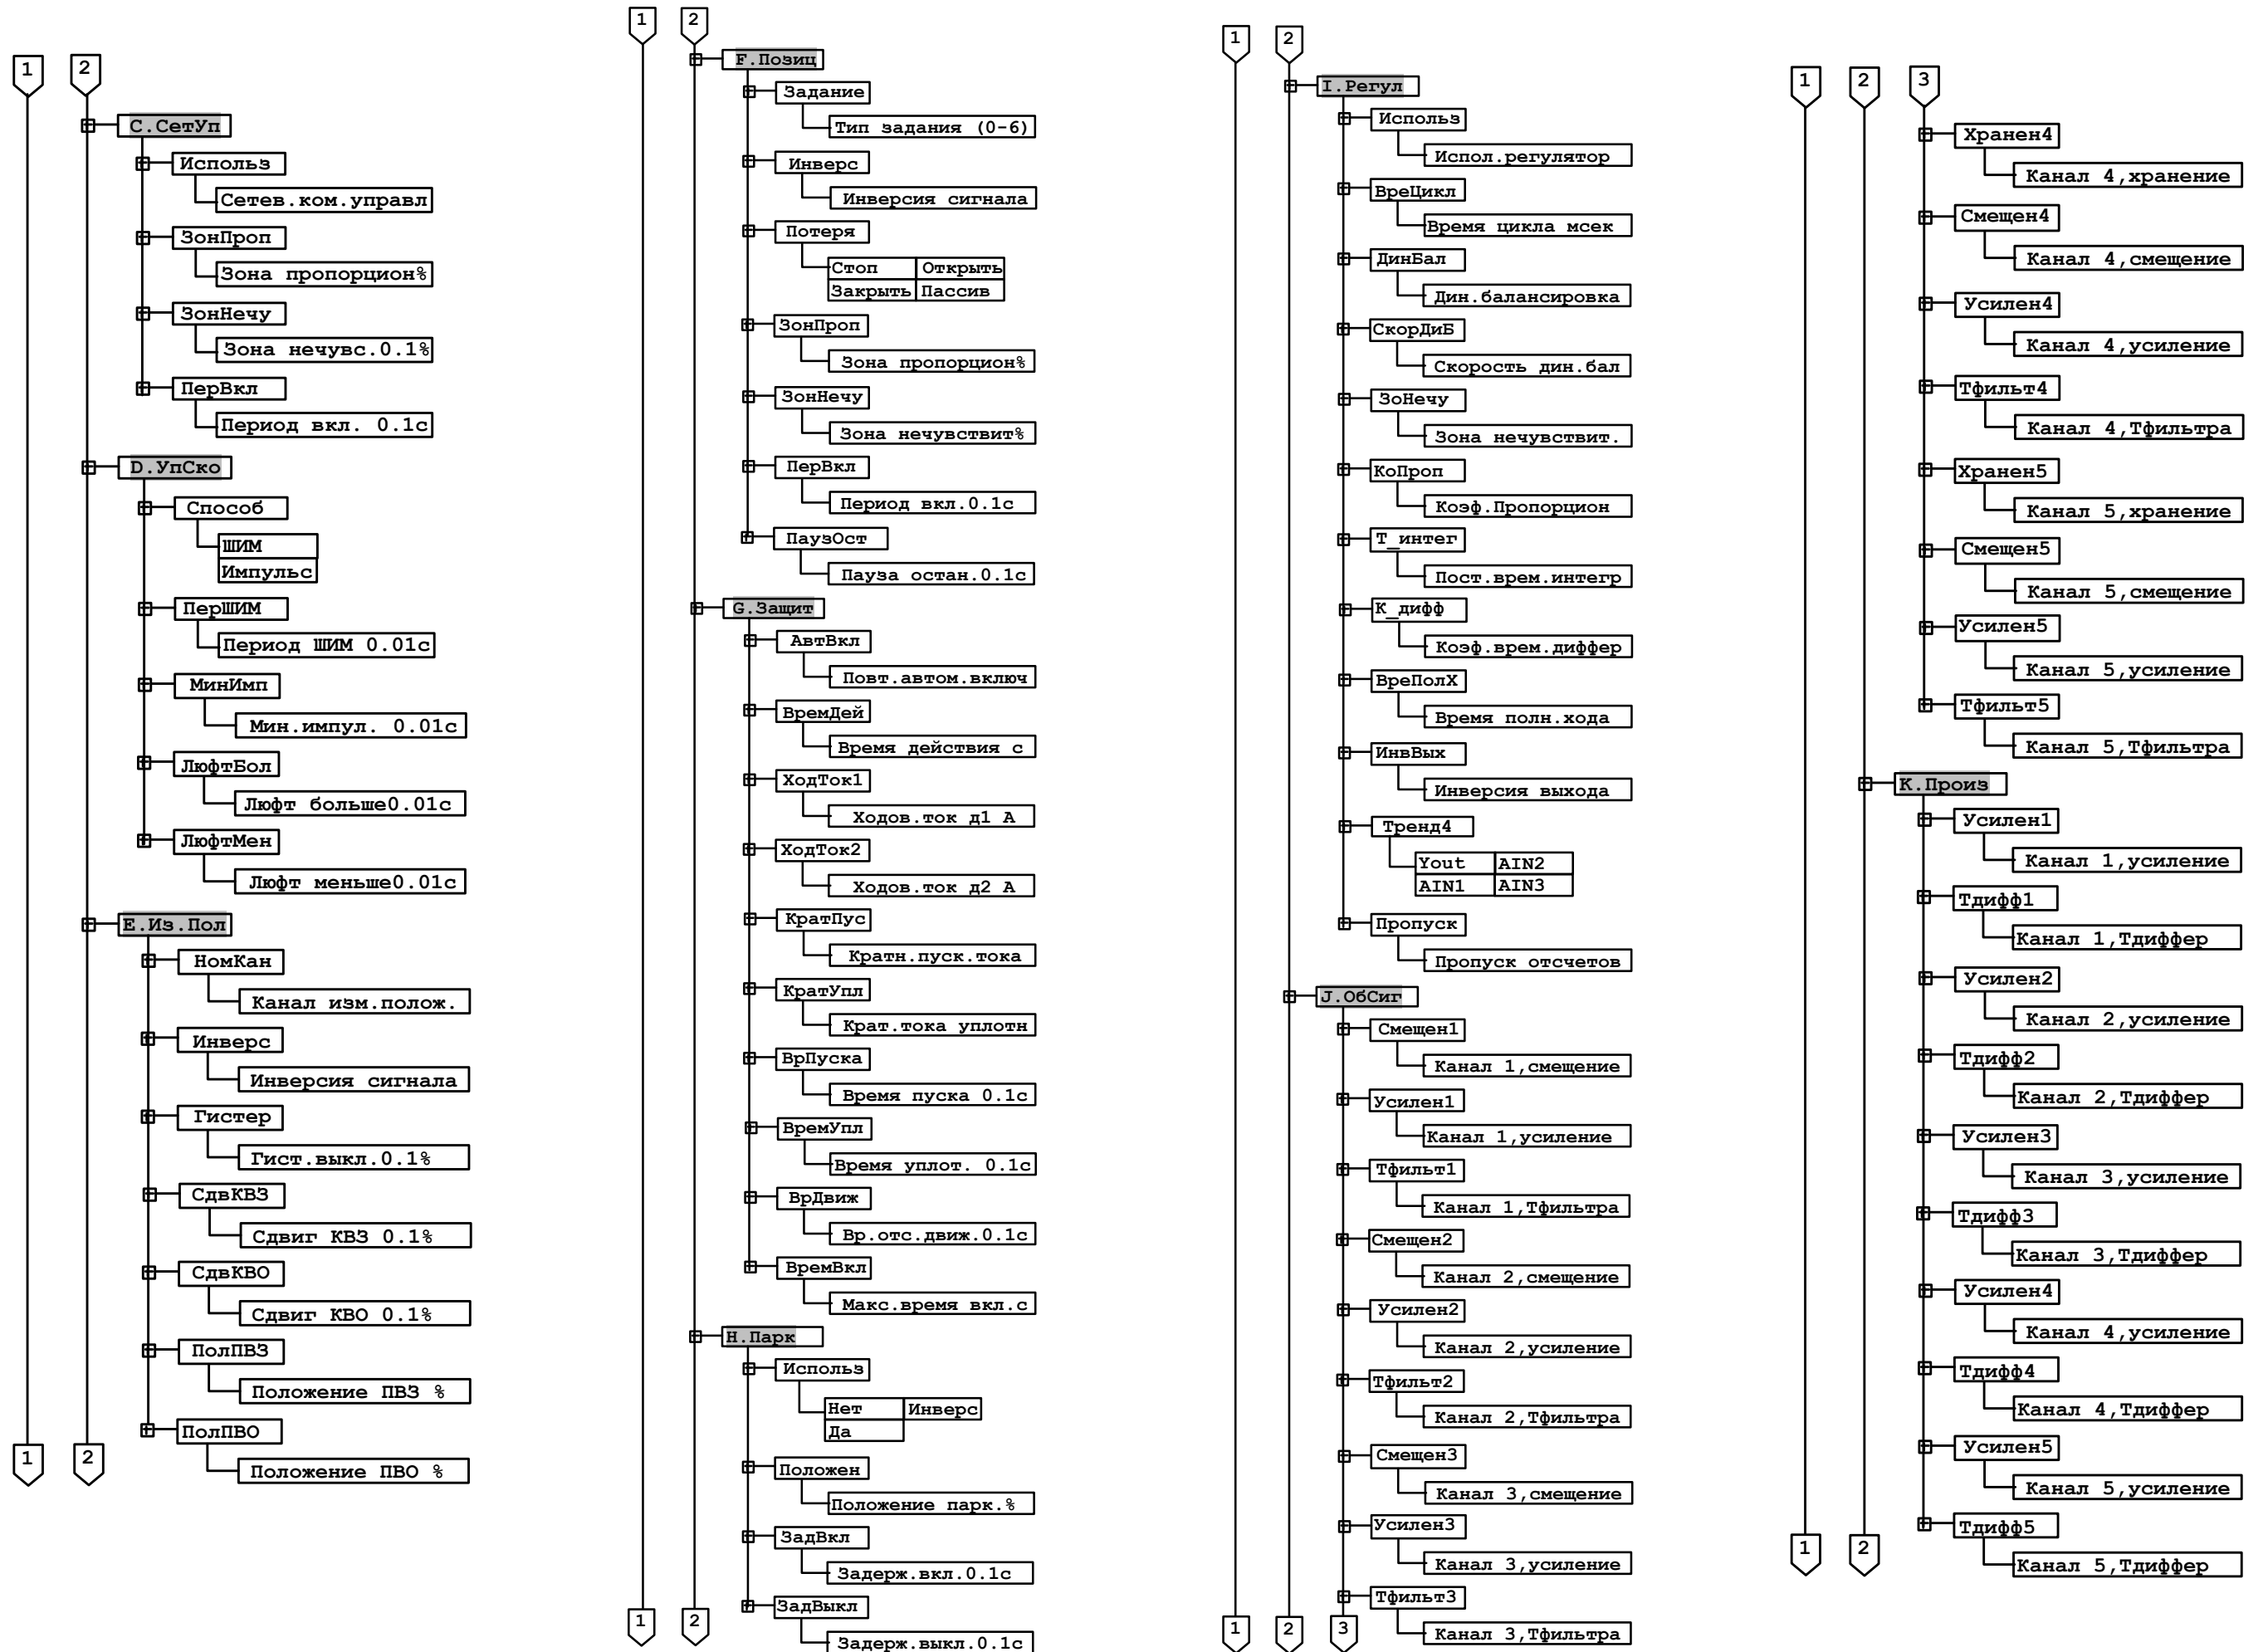 1
2
C.СетУп
Использ
Сетев.ком.управл
ЗонПроп
Зона пропорцион%
ЗонНечу
Зона нечувс.0.1%
ПерВкл
Период вкл. 0.1с
D.УпСко
Способ
ШИМ
Импульс
ПерШИМ
Период ШИМ 0.01с
МинИмп
Мин.импул. 0.01с
ЛюфтБол
Люфт больше0.01с
ЛюфтМен
Люфт меньше0.01с
E.Из.Пол
НомКан
Канал изм.полож.
Инверс
Инверсия сигнала
Гистер
Гист.выкл.0.1%
СдвКВЗ
Сдвиг КВЗ 0.1%
СдвКВО
Сдвиг КВО 0.1%
ПолПВЗ
Положение ПВЗ %
ПолПВО
Положение ПВО %
1
2
1
2
F.Позиц
Задание
Тип задания (0-6)
Инверс
Инверсия сигнала
Потеря
Стоп Открыть
Закрыть Пассив
ЗонПроп
Зона пропорцион%
ЗонНечу
Зона нечувствит%
ПерВкл
Период вкл.0.1с
ПаузОст
Пауза остан.0.1с
G.Защит
АвтВкл
Повт.автом.включ
ВремДей
Время действия с
ХодТок1
Ходов.ток д1 А
ХодТок2
Ходов.ток д2 А
КратПус
Кратн.пуск.тока
КратУпл
Крат.тока уплотн
ВрПуска
Время пуска 0.1с
ВремУпл
Время уплот. 0.1с
ВрДвиж
Вр.отс.движ.0.1с
ВремВкл
Макс.время вкл.с
H.Парк
Использ
Нет Инверс
Да
Положен
Положение парк.%
ЗадВкл
Задерж.вкл.0.1с
ЗадВыкл
Задерж.выкл.0.1с
1
2
1
2
I.Регул
Использ
Испол.регулятор
ВреЦикл
Время цикла мсек
ДинБал
Дин.балансировка
СкорДиБ
Скорость дин.бал
ЗоНечу
Зона нечувствит.
КоПроп
Коэф.Пропорцион
Т_интег
Пост.врем.интегр
К_дифф
Коэф.врем.диффер
ВреПолХ
Время полн.хода
ИнвВых
Инверсия выхода
Тренд4
Yout AIN2
AIN1 AIN3
Пропуск
Пропуск отсчетов
J.ОбСиг
Смещен1
Канал 1,смещение
Усилен1
Канал 1,усиление
Тфильт1
Канал 1,Тфильтра
Смещен2
Канал 2,смещение
Усилен2
Канал 2,усиление
Тфильт2
Канал 2,Тфильтра
Смещен3
Канал 3,смещение
Усилен3
Канал 3,усиление
Тфильт3
Канал 3,Тфильтра
1
2
3
1
2
3
Хранен4
Канал 4,хранение
Смещен4
Канал 4,смещение
Усилен4
Канал 4,усиление
Тфильт4
Канал 4,Тфильтра
Хранен5
Канал 5,хранение
Смещен5
Канал 5,смещение
Усилен5
Канал 5,усиление
Тфильт5
Канал 5,Тфильтра
K.Произ
Усилен1
Канал 1,усиление
Тдифф1
Канал 1,Тдиффер
Усилен2
Канал 2,усиление
Тдифф2
Канал 2,Тдиффер
Усилен3
Канал 3,усиление
Тдифф3
Канал 3,Тдиффер
Усилен4
Канал 4,усиление
Тдифф4
Канал 4,Тдиффер
Усилен5
Канал 5,усиление
Тдифф5
Канал 5,Тдиффер
1
2